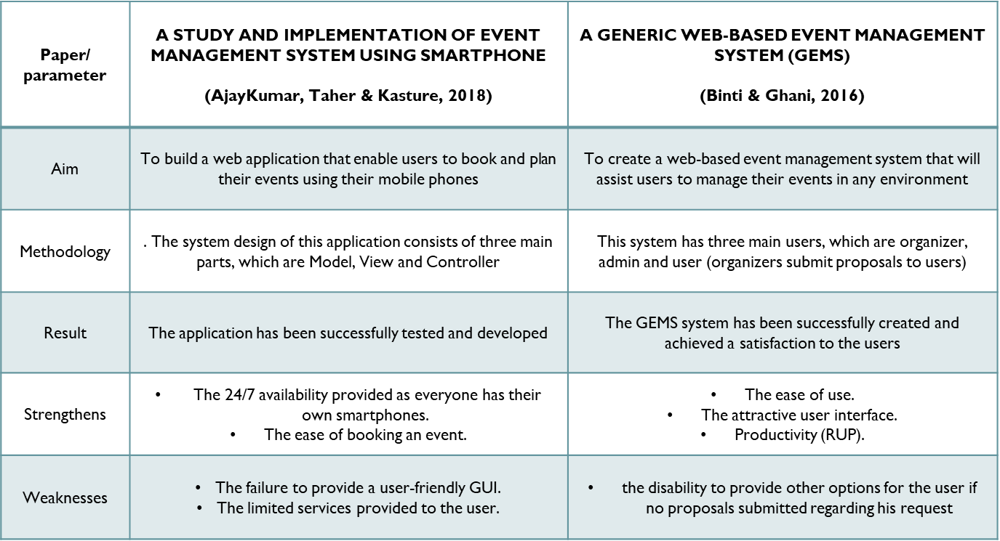 Paper/
parameter
A STUDY AND IMPLEMENTATION OF EVENT
MANAGEMENT SYSTEM USING SMARTPHONE
(AjayKumar, Taher & Kasture, 2018)
A GENERIC WEB-BASED EVENT MANAGEMENT
SYSTEM (GEMS)
(Binti & Ghani, 2016)
Aim
To build a web application that enable users to book and plan
their events using their mobile phones
To create a web-based event management system that will
assist users to manage their events in any environment
Methodology
. The system design of this application consists of three main
parts, which are Model, View and Controller
This system has three main users, which are organizer,
admin and user (organizers submit proposals to users)
Result
The application has been successfully tested and developed
The GEMS system has been successfully created and
achieved a satisfaction to the users
Strengthens
• The 24/7 availability provided as everyone has their
own smartphones.
• The ease of booking an event.
• The ease of use.
• The attractive user interface.
• Productivity (RUP).
Weaknesses
• The failure to provide a user-friendly GUI.
• The limited services provided to the user.
• the disability to provide other options for the user if
no proposals submitted regarding his request